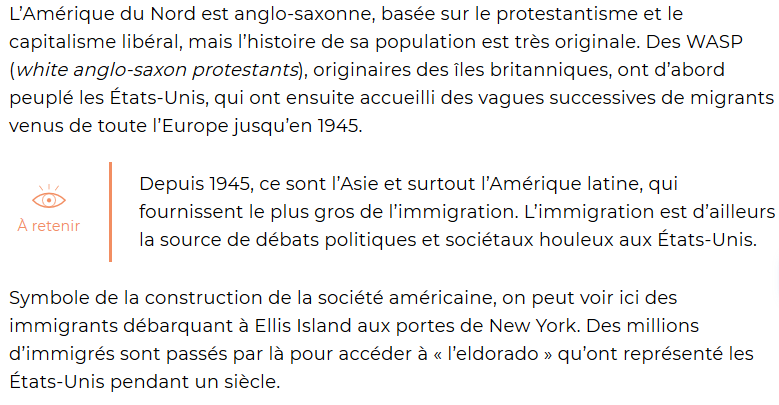 L’Amérique du Nord est anglo-saxonne, basée sur le protestantisme et le
capitalisme libéral, mais l’histoire de sa population est très originale. Des WASP
(white anglo-saxon protestants), originaires des îles britanniques, ont d’abord
peuplé les États-Unis, qui ont ensuite accueilli des vagues successives de migrants
venus de toute l’Europe jusqu’en 1945.
À retenir
Depuis 1945, ce sont l’Asie et surtout l’Amérique latine, qui
fournissent le plus gros de l’immigration. L’immigration est d’ailleurs
la source de débats politiques et sociétaux houleux aux États-Unis.
Symbole de la construction de la société américaine, on peut voir ici des
immigrants débarquant à Ellis Island aux portes de New York. Des millions
d’immigrés sont passés par là pour accéder à « l’eldorado » qu’ont représenté les
États-Unis pendant un siècle.